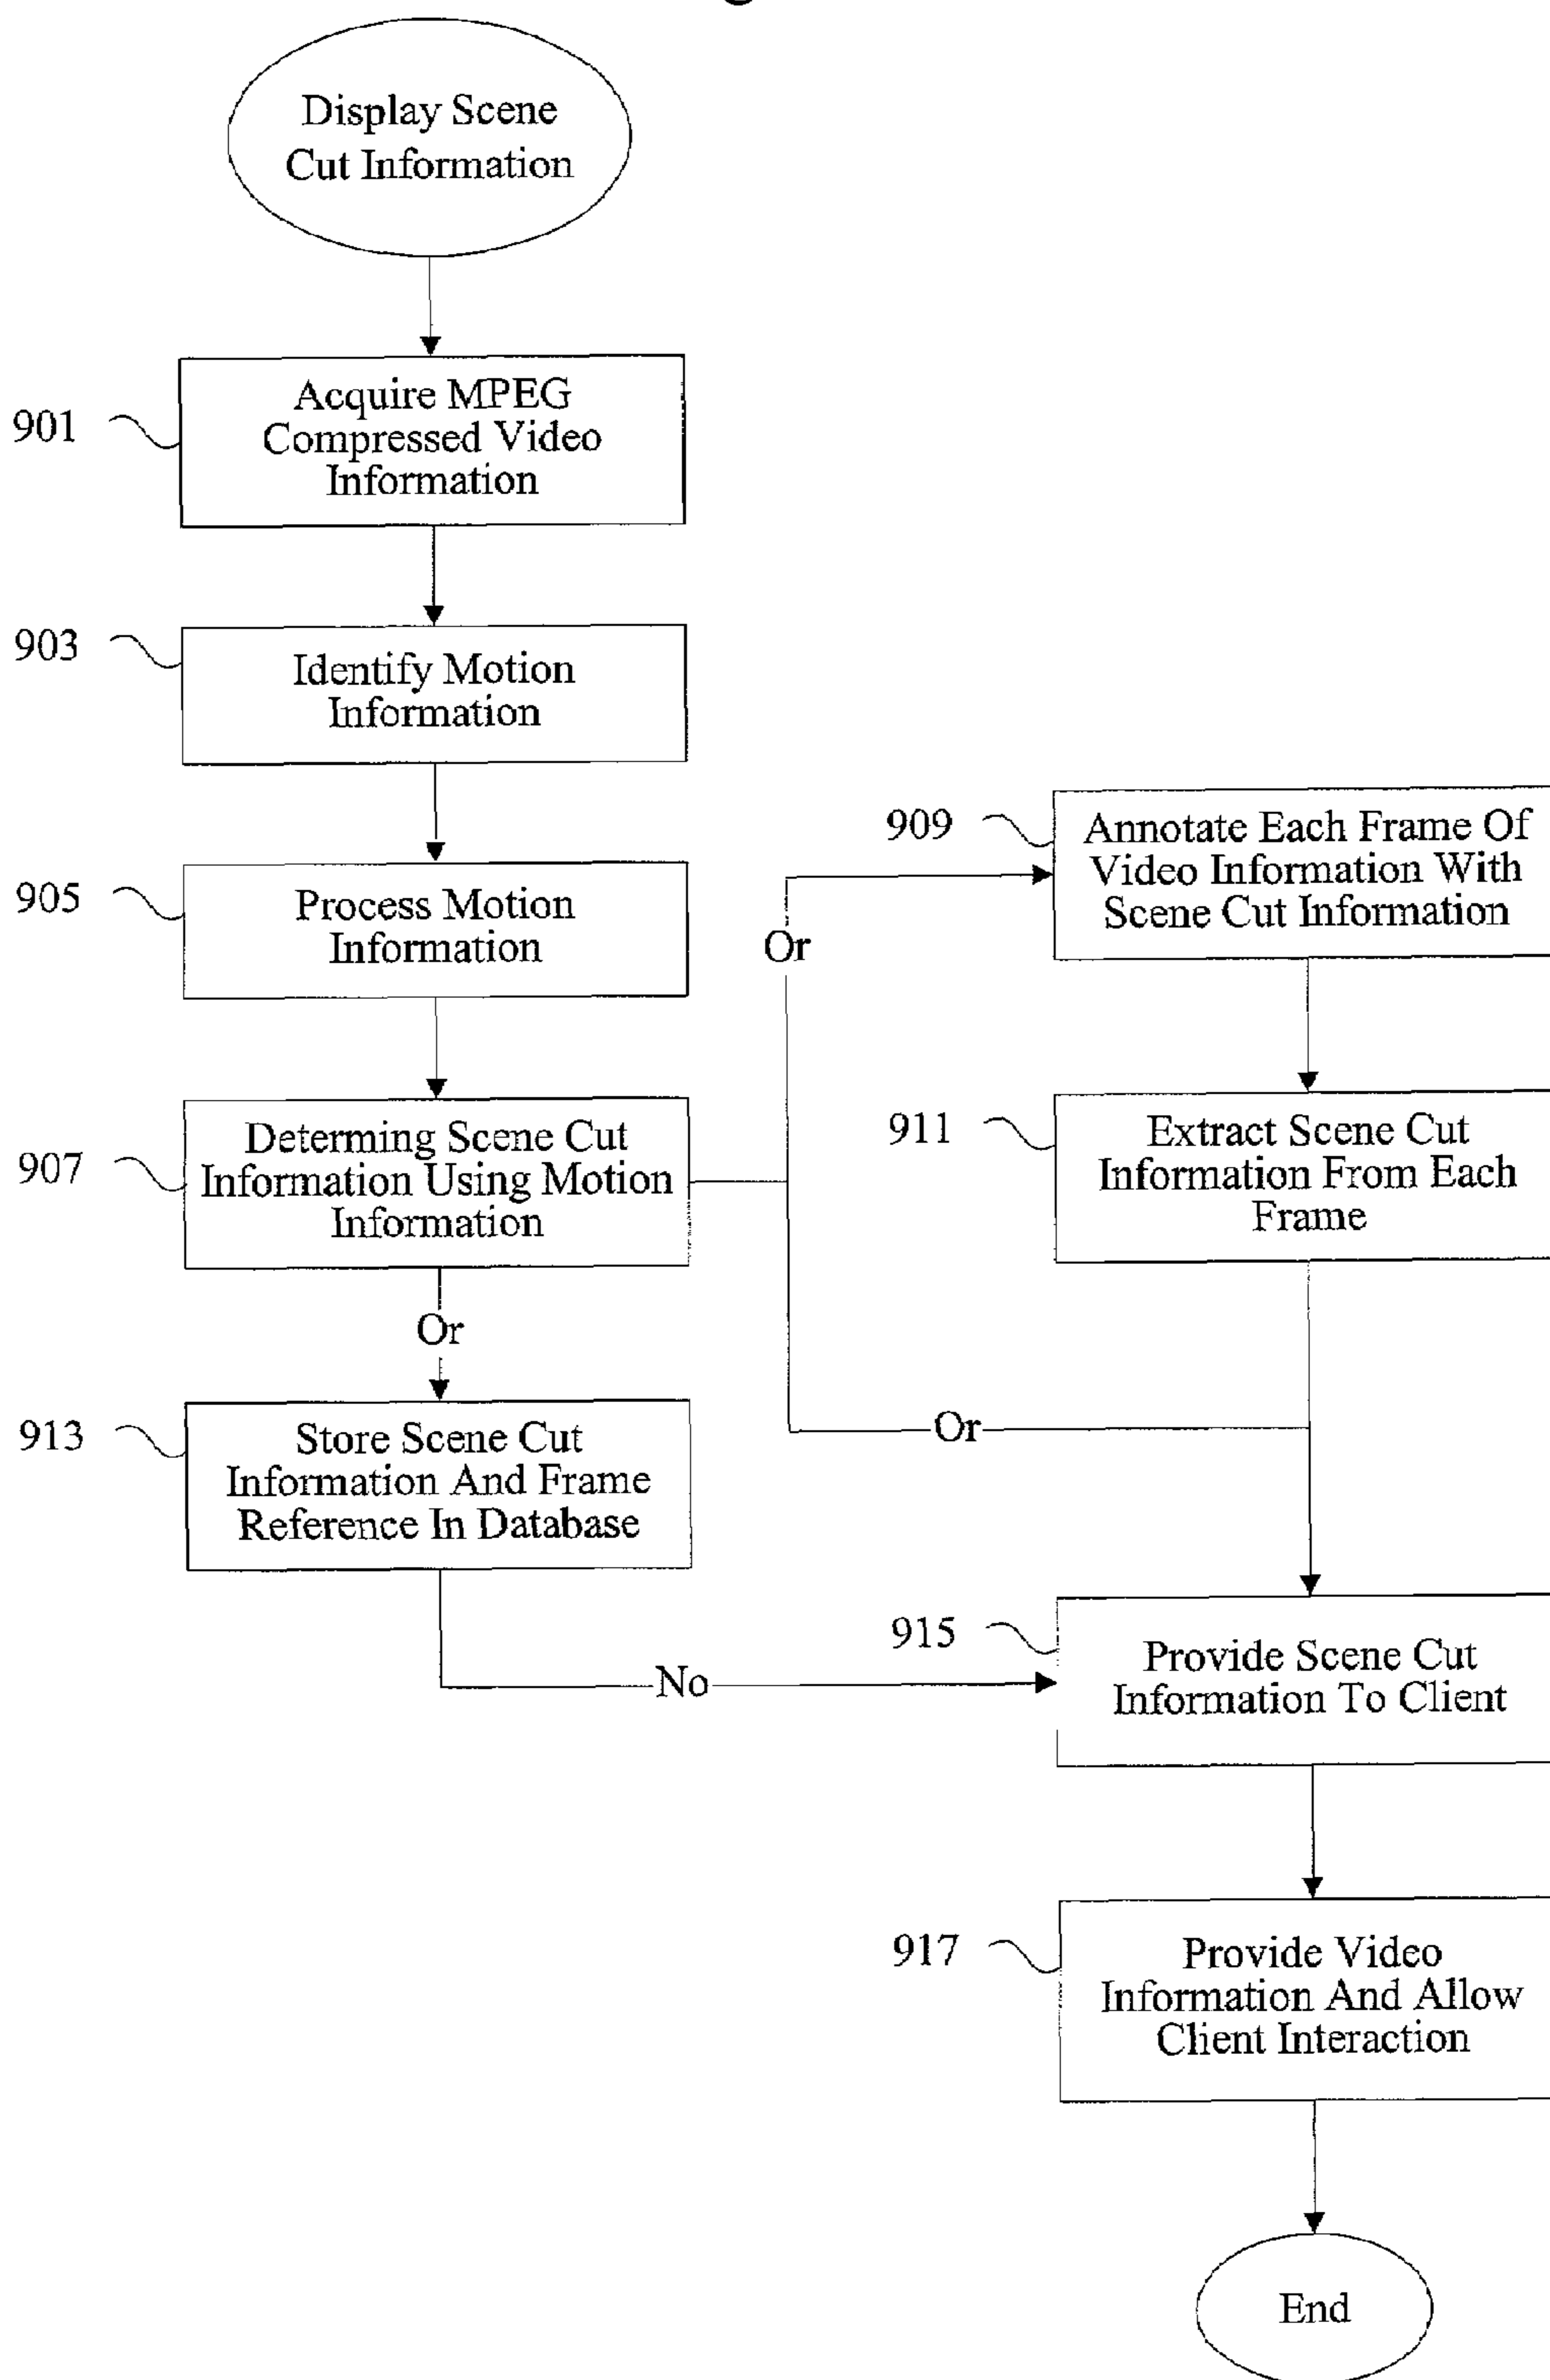 Display Scene
Cut Information
901
Acquire MPEG
Compressed Video
Information
903
Identify Motion
Information
905
Process Motion
Information
907
Determing Scene Cut
Information Using Motion
Information
Or
909
Annotate Each Frame Of
Video Information With
Scene Cut Information
911
Extract Scene Cut
Information From Each
Frame
Or
Or
913
Store Scene Cut
Information And Frame
Reference In Database
No
915
Provide Scene Cut
Information To Client
917
Provide Video
Information And Allow
Client Interaction
End